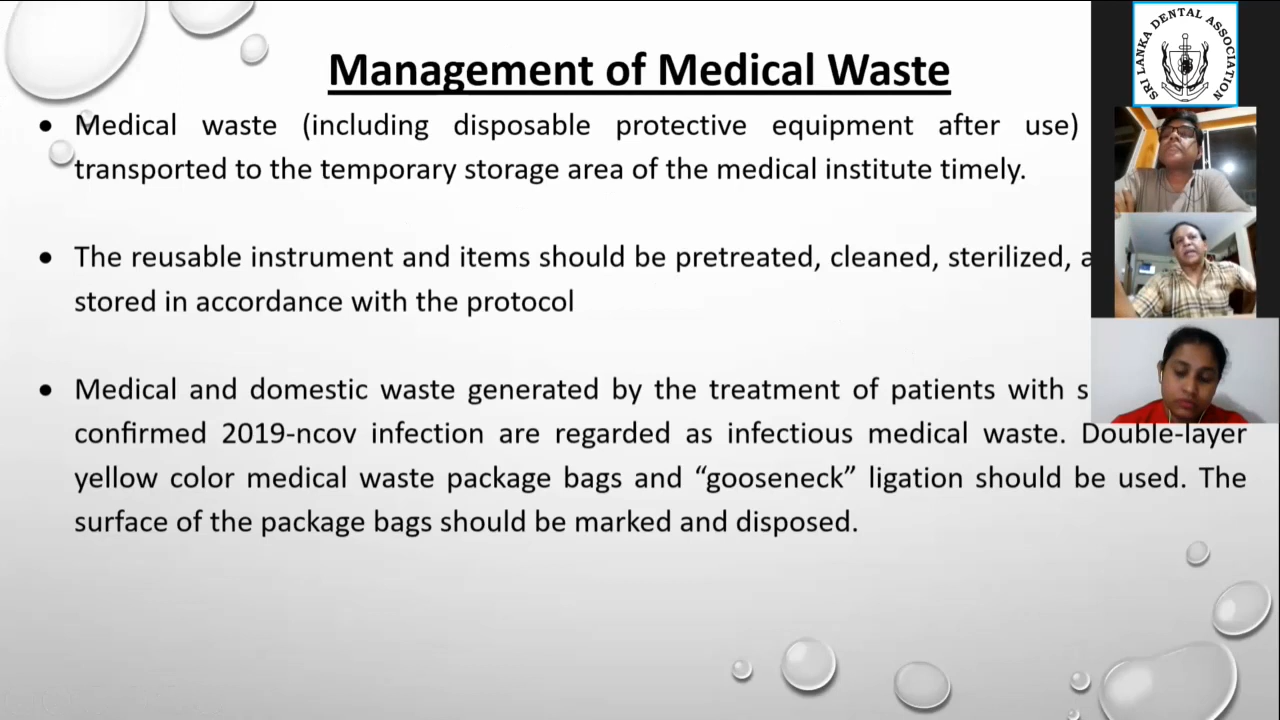 Management of Medical Waste
• Medical waste (including disposable protective equipment after use)
transported to the temporary storage area of the medical institute timely.
• The reusable instrument and items should be pretreated, cleaned, sterilized,
stored in accordance with the protocol
• Medical and domestic waste generated by the treatment of patients with
confirmed 2019-ncov infection are regarded as infectious medical waste. Double-layer
yellow color medical waste package bags and “gooseneck” ligation should be used. The
surface of the package bags should be marked and disposed.
SRI LANKA DENTAL ASSOCIATION